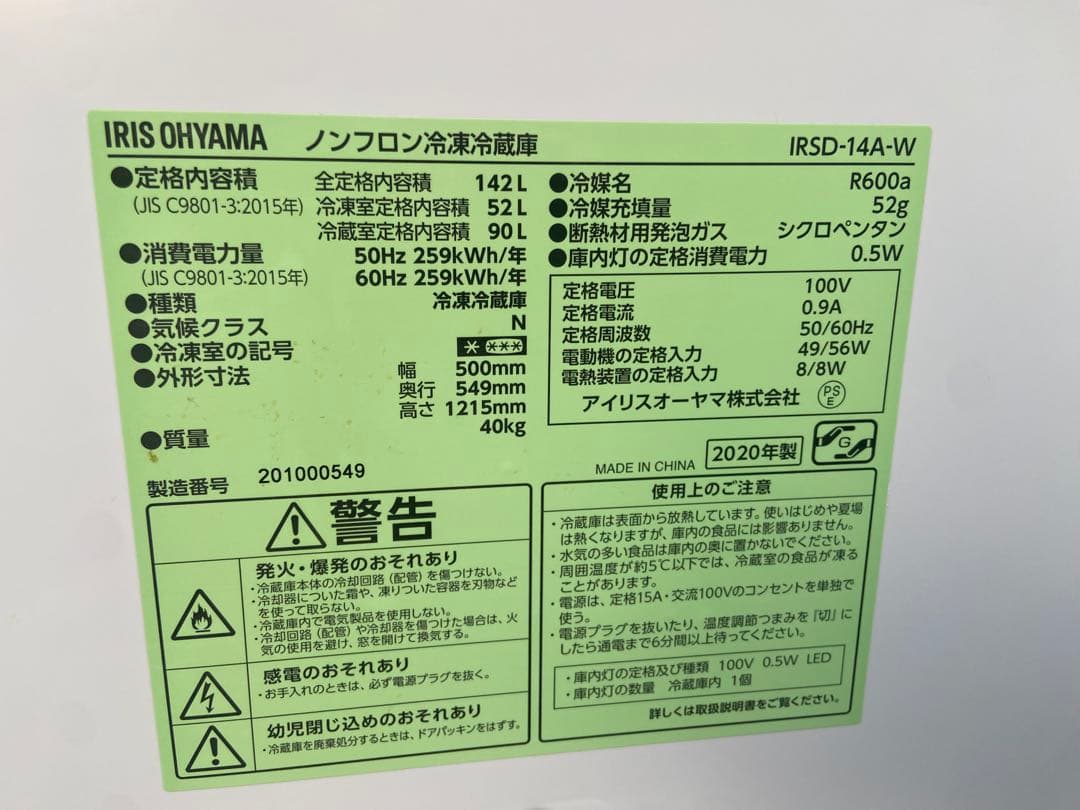 IRIS OHYAMA ノンフロン冷凍冷蔵庫 IRSD-14A-W
●定格内容積 全定格内容積 142L
(JIS C9801-3:2015年) 冷凍室定格内容積 52L
冷蔵室定格内容積 90L
●消費電力量 50Hz 259kWh/年
(JIS C9801-3:2015年) 60Hz 259kWh/年
●種類 冷凍冷蔵庫
●気候クラス N
●冷凍室の記号 * ***
●外形寸法 幅 500mm
奥行 549mm
高さ 1215mm
●質量 40kg
製造番号 201000549
●冷媒名 R600a
●冷媒充填量 52g
●断熱材用発泡ガス シクロペンタン
●庫内灯の定格消費電力 0.5W
定格電圧 100V
定格電流 0.9A
定格周波数 50/60Hz
電動機の定格入力 49/56W
電熱装置の定格入力 8/8W
アイリスオーヤマ株式会社 PS E
MADE IN CHINA 2020年製 G
警告
発火・爆発のおそれあり
・冷蔵庫本体の冷却回路(配管)を傷つけない。
・冷却器についた霜や、凍りついた容器を刃物など
を使って取らない。
・冷蔵庫内で電気製品を使用しない。
・冷却回路(配管)や冷却器を傷つけた場合は、火
気の使用を避け、窓を開けて換気する。
感電のおそれあり
・お手入れのときは、必ず電源プラグを抜く。
幼児閉じ込めのおそれあり
・冷蔵庫を廃棄処分するときは、ドアパッキンをはずす。
使用上のご注意
・冷蔵庫は表面から放熱しています。使いはじめや夏場
は熱くなりますが、庫内の食品には影響ありません。
・水気の多い食品は庫内の奥に置かないでください。
・周囲温度が約5℃以下では、冷蔵室の食品が凍る
ことがあります。
・電源は、定格15A・交流100Vのコンセントを単独で
使う。
・電源プラグを抜いたり、温度調節つまみを『切』に
したら通電まで6分間以上待ってください。
・庫内灯の定格及び種類 100V 0.5W LED
・庫内灯の数量 冷蔵庫内 1個
詳しくは取扱説明書をご覧ください。